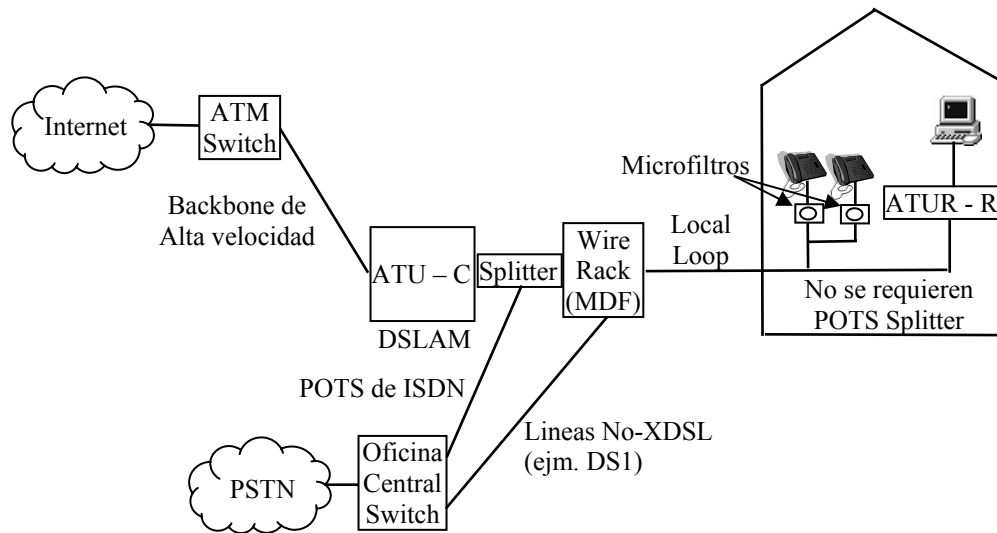 Internet
ATM
Switch
Backbone de
Alta velocidad
ATU – C
Splitter
DSLAM
Wire
Rack
(MDF)
Local
Loop
Microfiltros
ATUR - R
No se requieren
POTS Splitter
POTS de ISDN
Lineas No-XDSL
(ejm. DS1)
PSTN
Oficina
Central
Switch